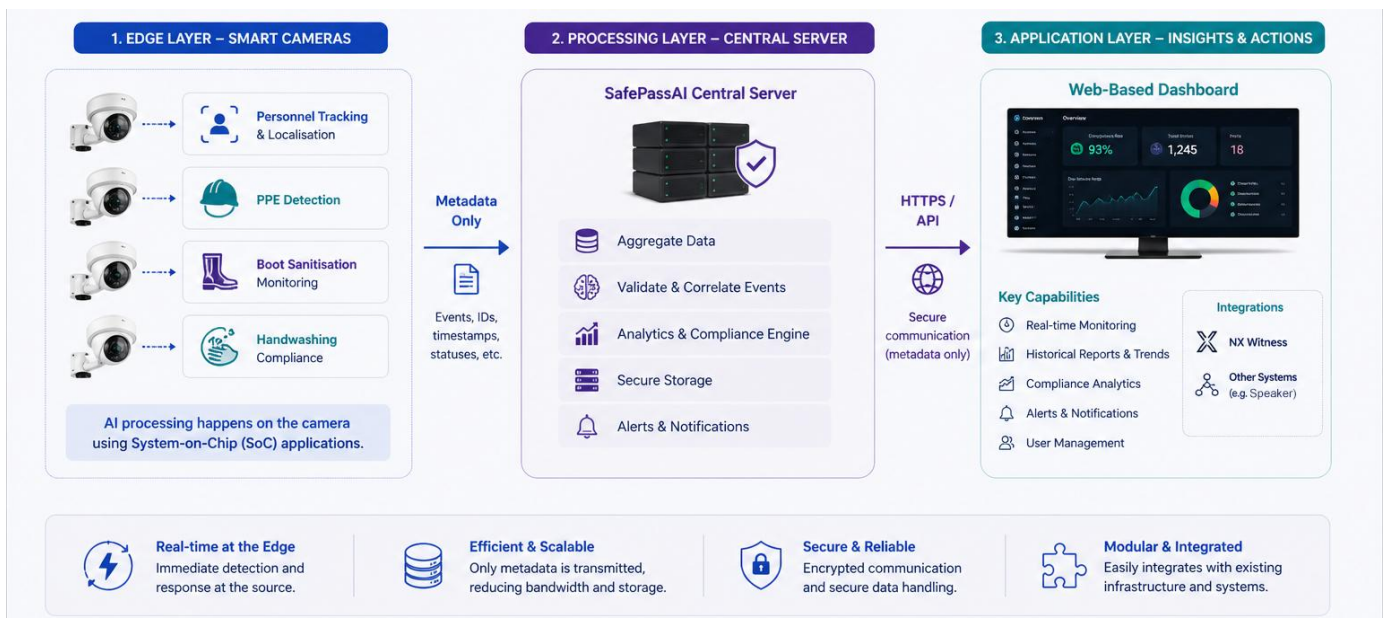 1. EDGE LAYER – SMART CAMERAS
Personnel Tracking
& Localisation
PPE Detection
Boot Sanitisation
Monitoring
Handwashing
Compliance
AI processing happens on the camera
using System-on-Chip (SoC) applications.
Metadata
Only
Events, IDs,
timestamps,
statuses, etc.
2. PROCESSING LAYER – CENTRAL SERVER
SafePassAI Central Server
Aggregate Data
Validate & Correlate Events
Analytics & Compliance Engine
Secure Storage
Alerts & Notifications
HTTPS /
API
Secure
communication
(metadata only)
3. APPLICATION LAYER – INSIGHTS & ACTIONS
Web-Based Dashboard
Overview
93%
1,245
18
Key Capabilities
Real-time Monitoring
Historical Reports & Trends
Compliance Analytics
Alerts & Notifications
User Management
Integrations
NX Witness
Other Systems
(e.g. Speaker)
Real-time at the Edge
Immediate detection and
response at the source.
Efficient & Scalable
Only metadata is transmitted,
reducing bandwidth and storage.
Secure & Reliable
Encrypted communication
and secure data handling.
Modular & Integrated
Easily integrates with existing
infrastructure and systems.